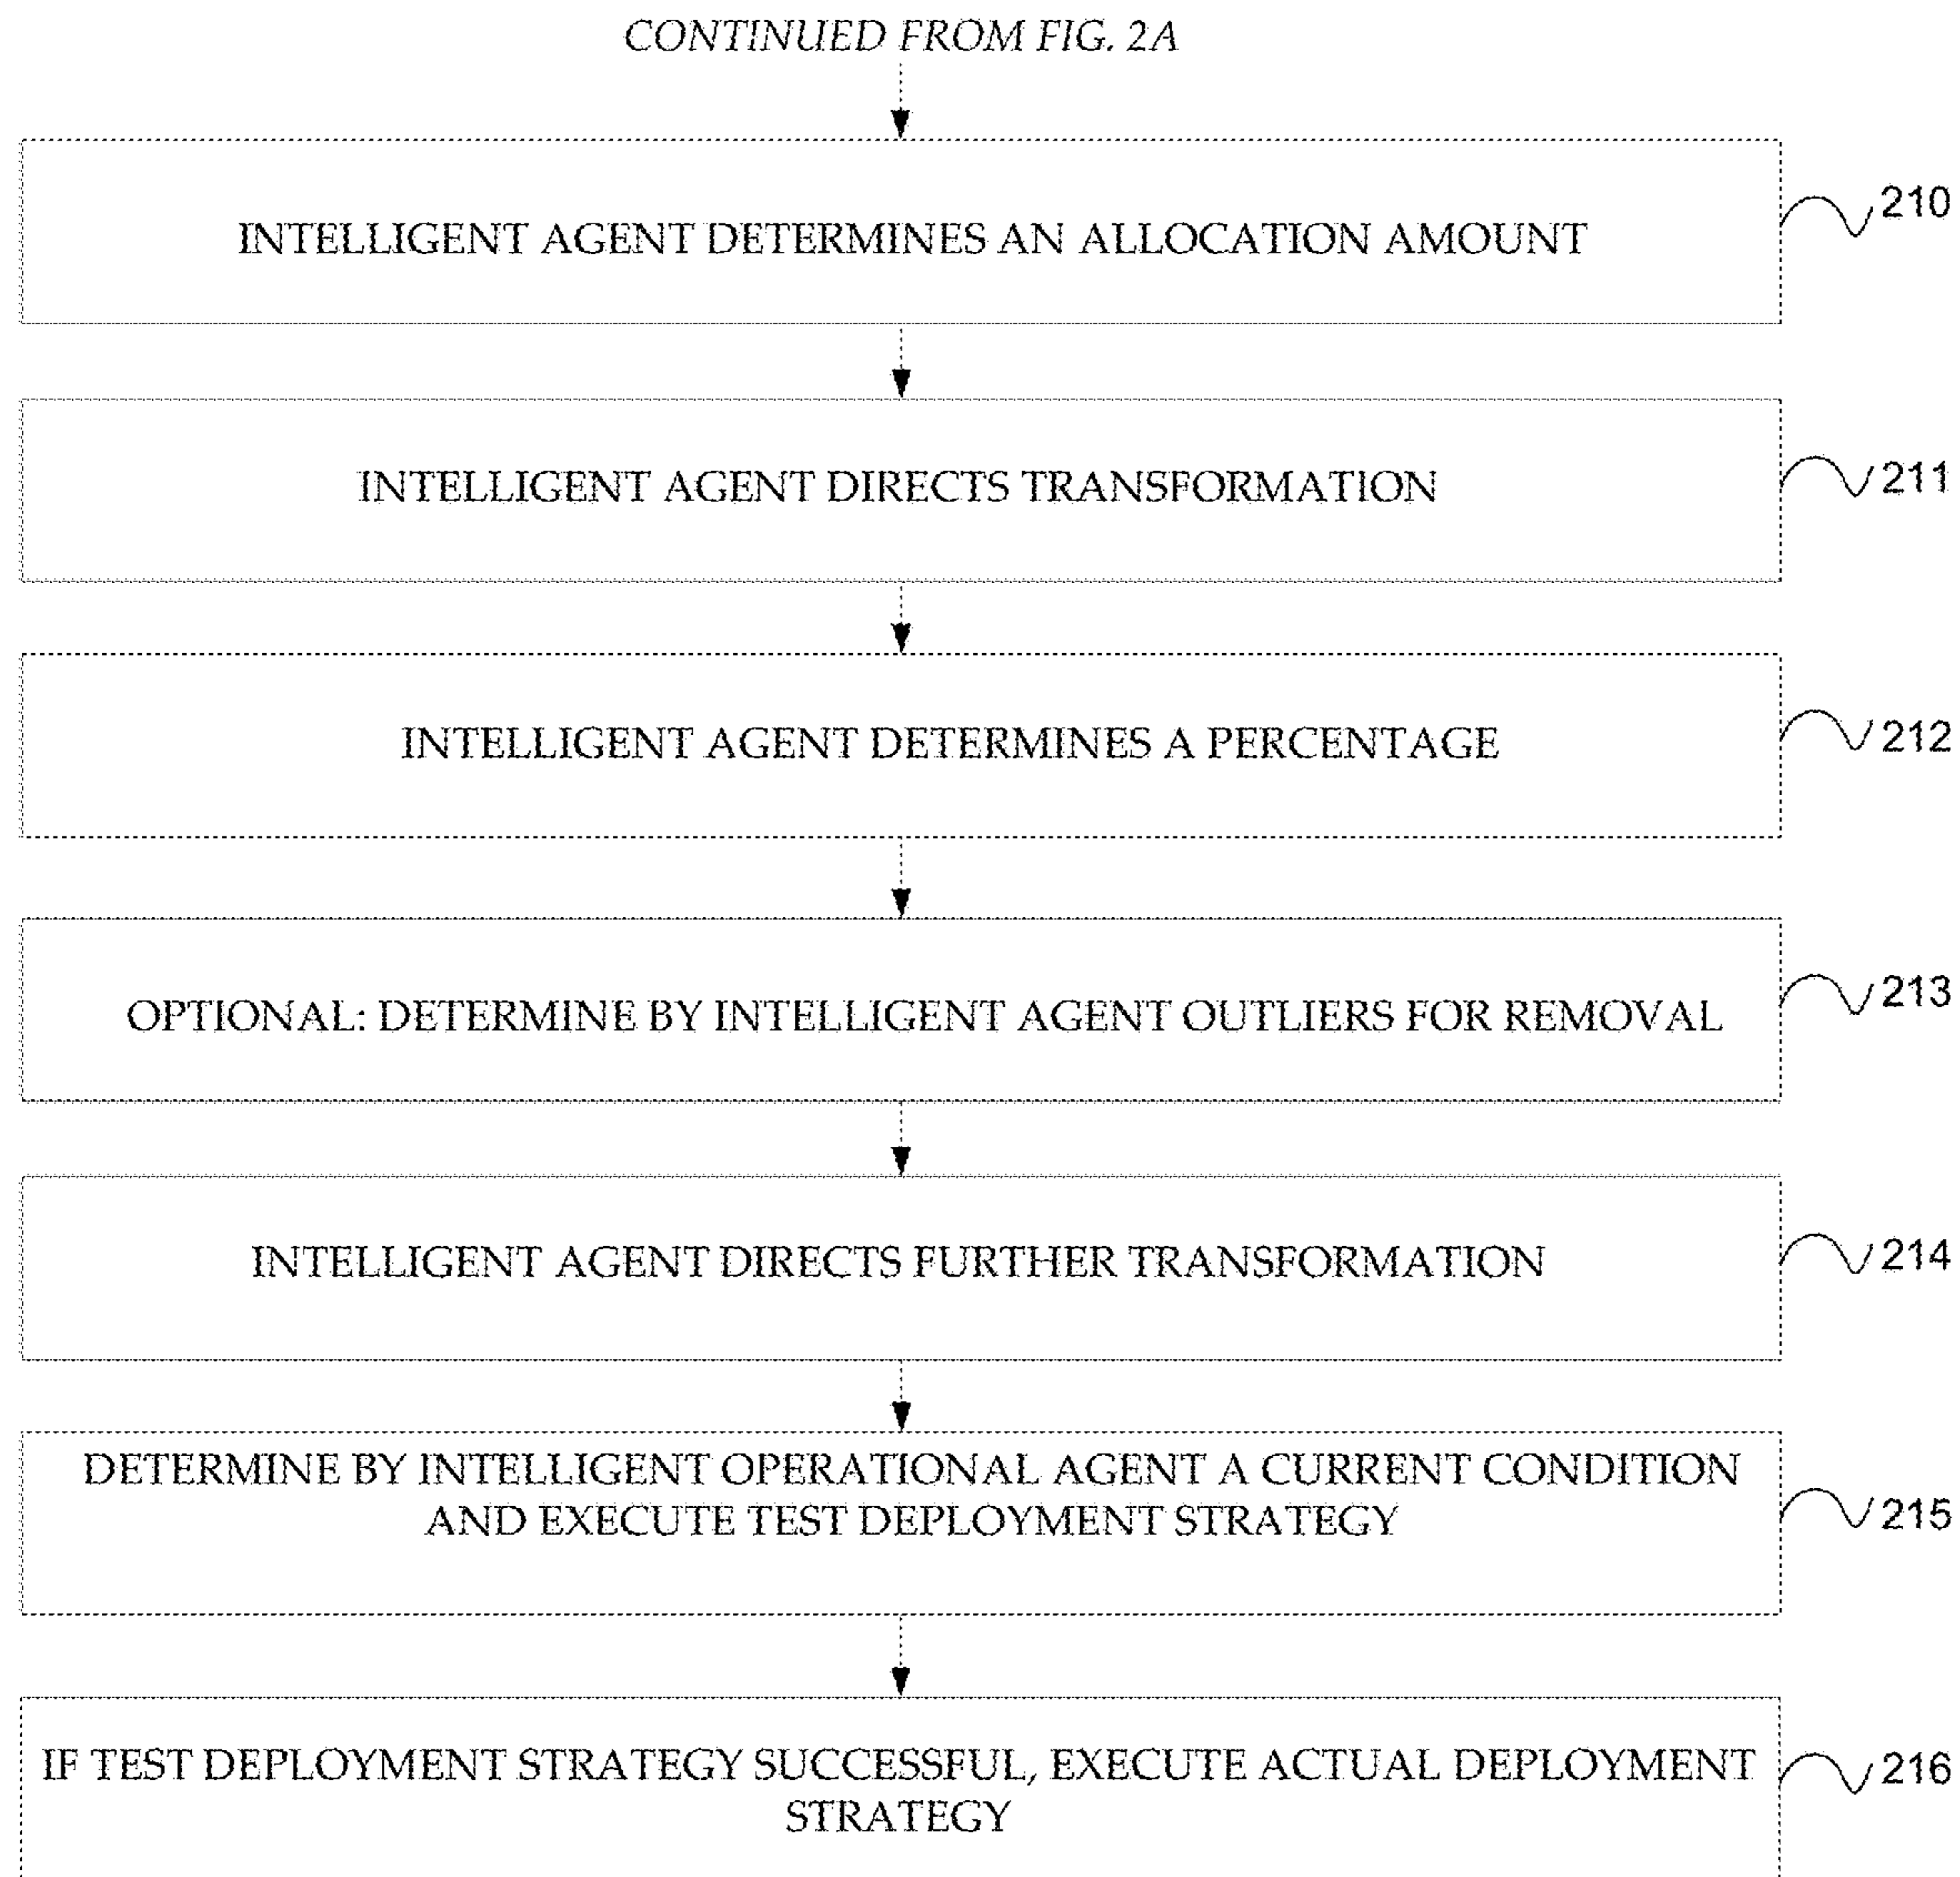 CONTINUED FROM FIG. 2A
INTELLIGENT AGENT DETERMINES AN ALLOCATION AMOUNT
210
INTELLIGENT AGENT DIRECTS TRANSFORMATION
211
INTELLIGENT AGENT DETERMINES A PERCENTAGE
212
OPTIONAL: DETERMINE BY INTELLIGENT AGENT OUTLIERS FOR REMOVAL
213
INTELLIGENT AGENT DIRECTS FURTHER TRANSFORMATION
214
DETERMINE BY INTELLIGENT OPERATIONAL AGENT A CURRENT CONDITION
AND EXECUTE TEST DEPLOYMENT STRATEGY
215
IF TEST DEPLOYMENT STRATEGY SUCCESSFUL, EXECUTE ACTUAL DEPLOYMENT
STRATEGY
216